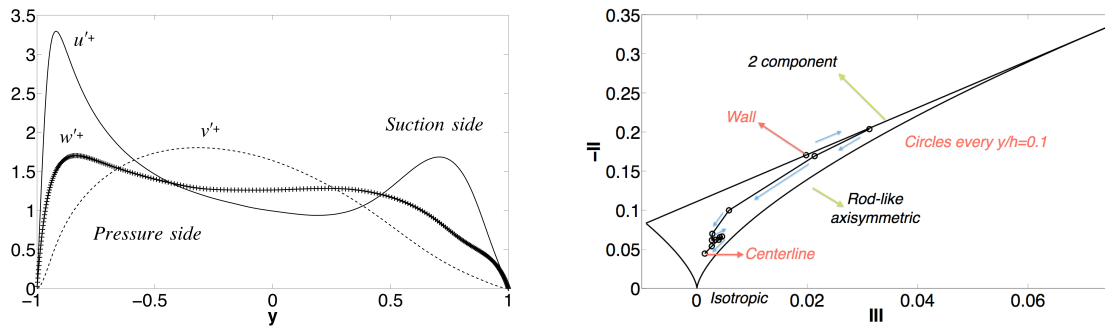 3.5
3
2.5
2
1.5
1
0.5
0
−1
−0.5
0
0.5
1
y
u'+
w'+
v'+
Suction side
Pressure side
0.35
0.3
0.25
0.2
0.15
0.1
0.05
0
0
0.02
0.04
0.06
−II
III
2 component
Wall
Circles every y/h=0.1
Rod-like
axisymmetric
Centerline
Isotropic